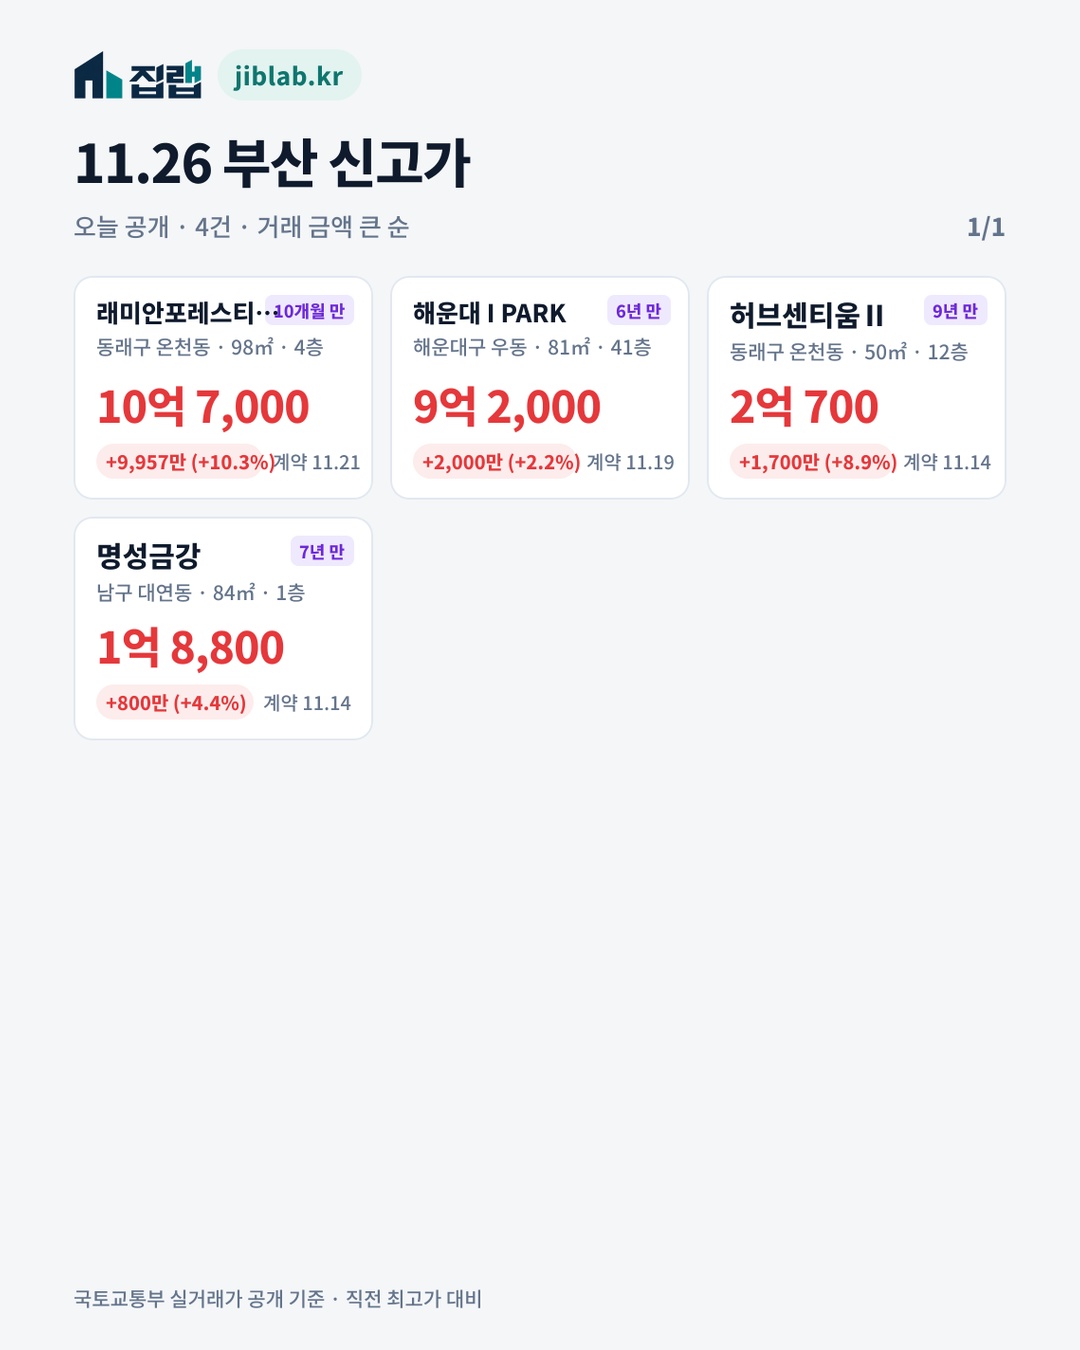 집랩 jiblab.kr
11.26 부산 신고가
오늘 공개 · 4건 · 거래 금액 큰 순 1/1
래미안포레스티… 10개월 만
동래구 온천동 · 98㎡ · 4층
10억 7,000
+9,957만 (+10.3%) 계약 11.21
해운대 I PARK 6년 만
해운대구 우동 · 81㎡ · 41층
9억 2,000
+2,000만 (+2.2%) 계약 11.19
허브센티움 II 9년 만
동래구 온천동 · 50㎡ · 12층
2억 700
+1,700만 (+8.9%) 계약 11.14
명성금강 7년 만
남구 대연동 · 84㎡ · 1층
1억 8,800
+800만 (+4.4%) 계약 11.14
국토교통부 실거래가 공개 기준 · 직전 최고가 대비